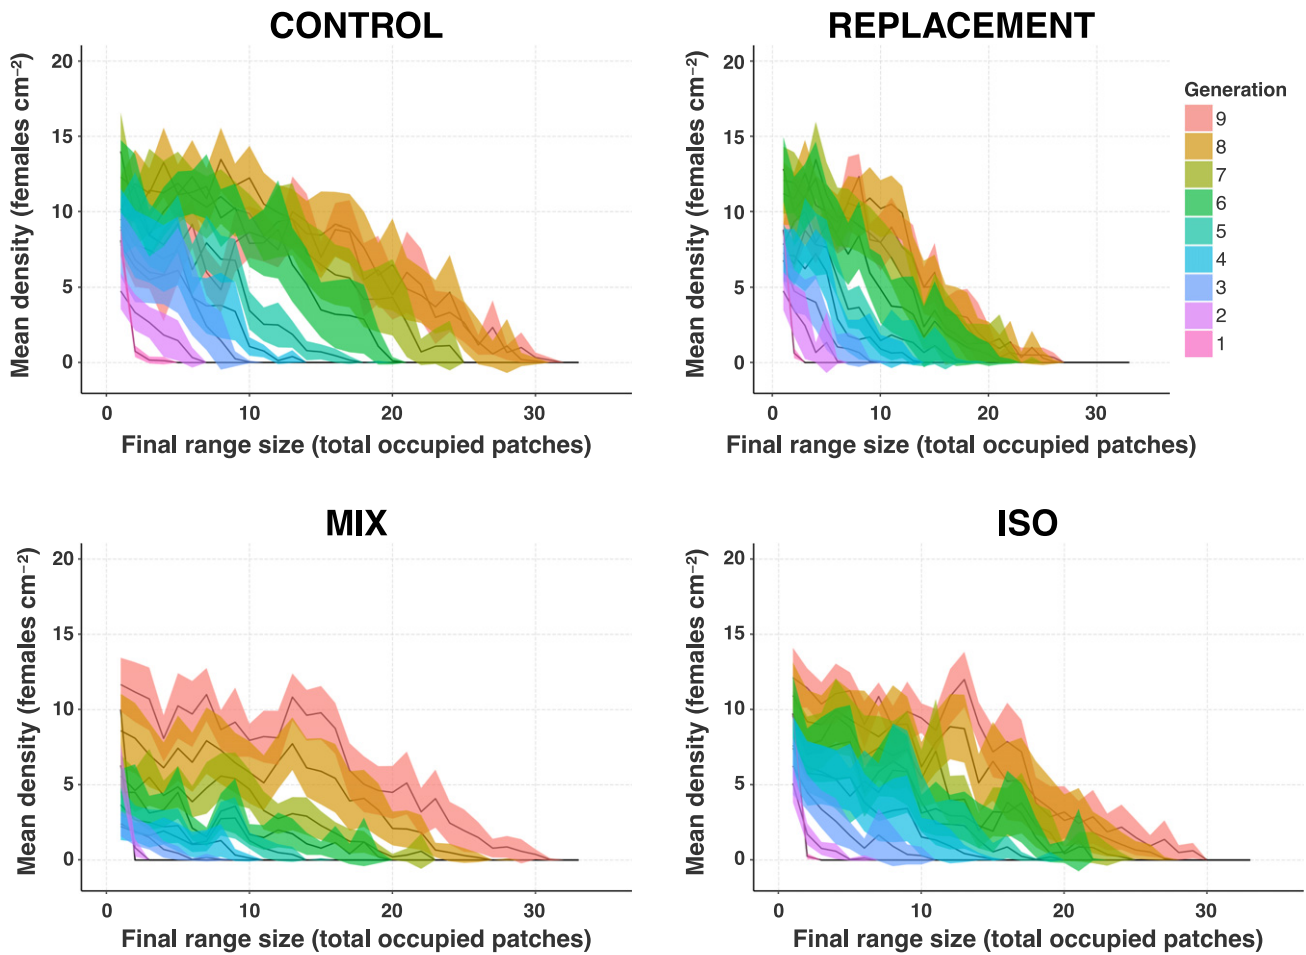 CONTROL
Mean density (females cm⁻²)
20
15
10
5
0
0 10 20 30
Final range size (total occupied patches)
REPLACEMENT
Mean density (females cm⁻²)
20
15
10
5
0
0 10 20 30
Final range size (total occupied patches)
Generation
9
8
7
6
5
4
3
2
1
MIX
Mean density (females cm⁻²)
20
15
10
5
0
0 10 20 30
Final range size (total occupied patches)
ISO
Mean density (females cm⁻²)
20
15
10
5
0
0 10 20 30
Final range size (total occupied patches)